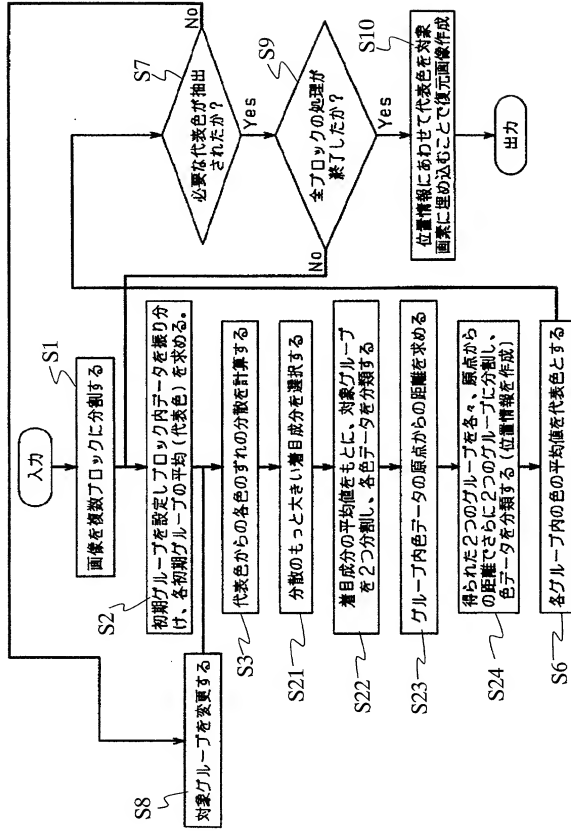 入力
S1
画像を複数ブロックに分割する
S2
初期グループを設定しブロック内データを振り分
け、各初期グループの平均(代表色)を求める。
S8
対象グループを変更する
S3
代表色からの各色のずれの分散を計算する
S21
分散のもっと大きい着目成分を選択する
S22
着目成分の平均値をもとに、対象グループ
を2つ分割し、各色データを分類する
S23
グループ内色データの原点からの距離を求める
S24
得られた2つのグループを各々、原点から
の距離でさらに2つのグループに分割し、
色データを分類する(位置情報を作成)
S6
各グループ内の色の平均値を代表色とする
S7
必要な代表色が抽出
されたか?
No
Yes
S9
全ブロックの処理が
終了したか?
No
Yes
S10
位置情報にあわせて代表色を対象
画素に埋め込むことで復元画像作成
出力